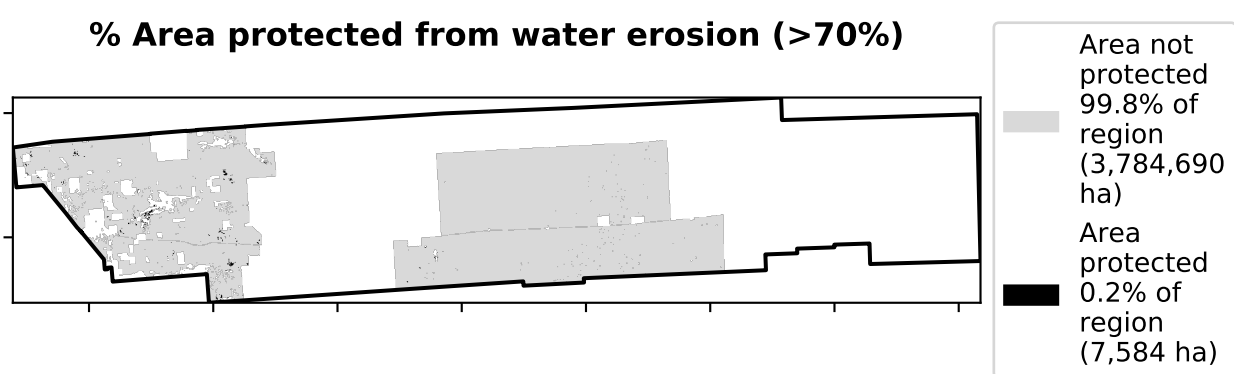 % Area protected from water erosion (>70%)
Area not
protected
99.8% of
region
(3,784,690
ha)
Area
protected
0.2% of
region
(7,584 ha)